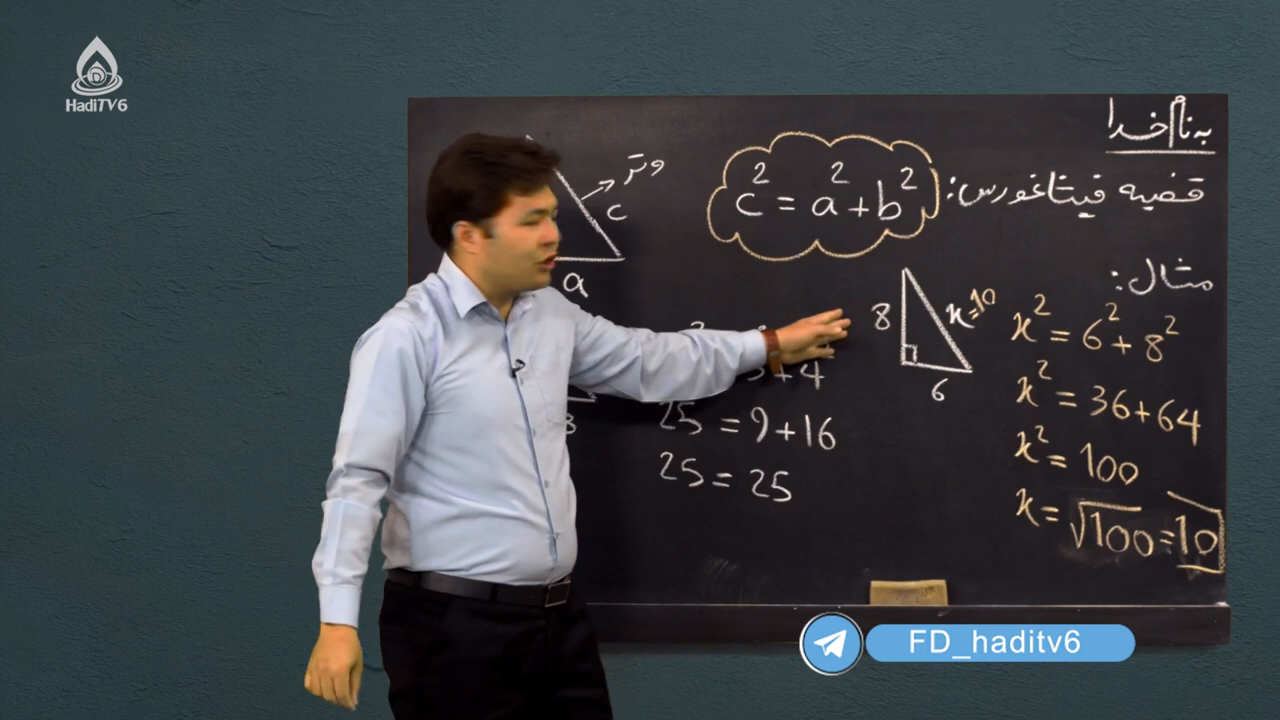 HadiTV6
به نام خدا
قضیه فیثاغورس:
c² = a² + b²
وتر
c
a
مثال:
8
x=10
6
x² = 6² + 8²
x² = 36+64
x² = 100
x = √100 = 10
25 = 9+16
25 = 25
FD_haditv6